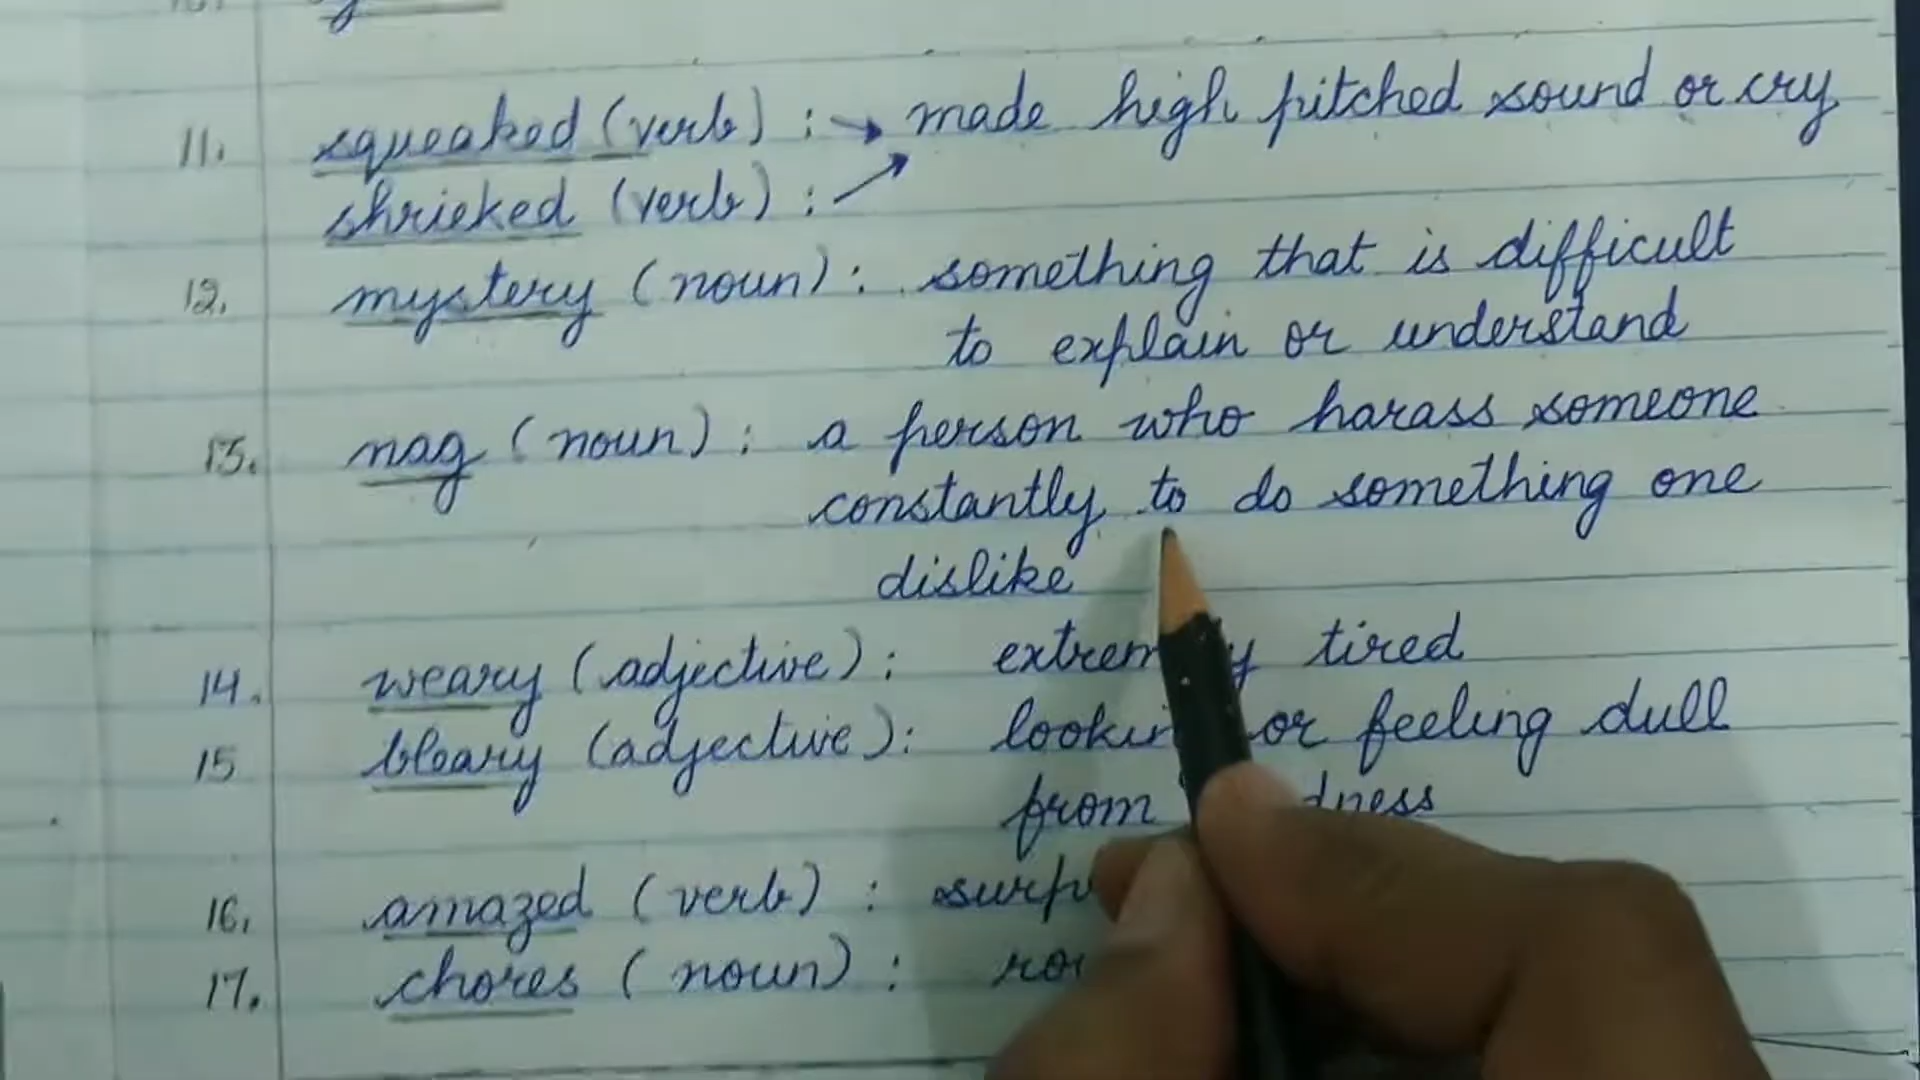 11. squeaked (verb) : → made high pitched sound or cry
shrieked (verb) :
12. mystery (noun) : something that is difficult
to explain or understand
13. nag (noun) : a person who harass someone
constantly to do something one
dislike
14. weary (adjective) : tired
15 bleary (adjective) : or feeling dull
from
16. amazed (verb) :
17. chores (noun) :